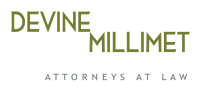 DEVINE
MILLIMET
ATTORNEYS AT LAW